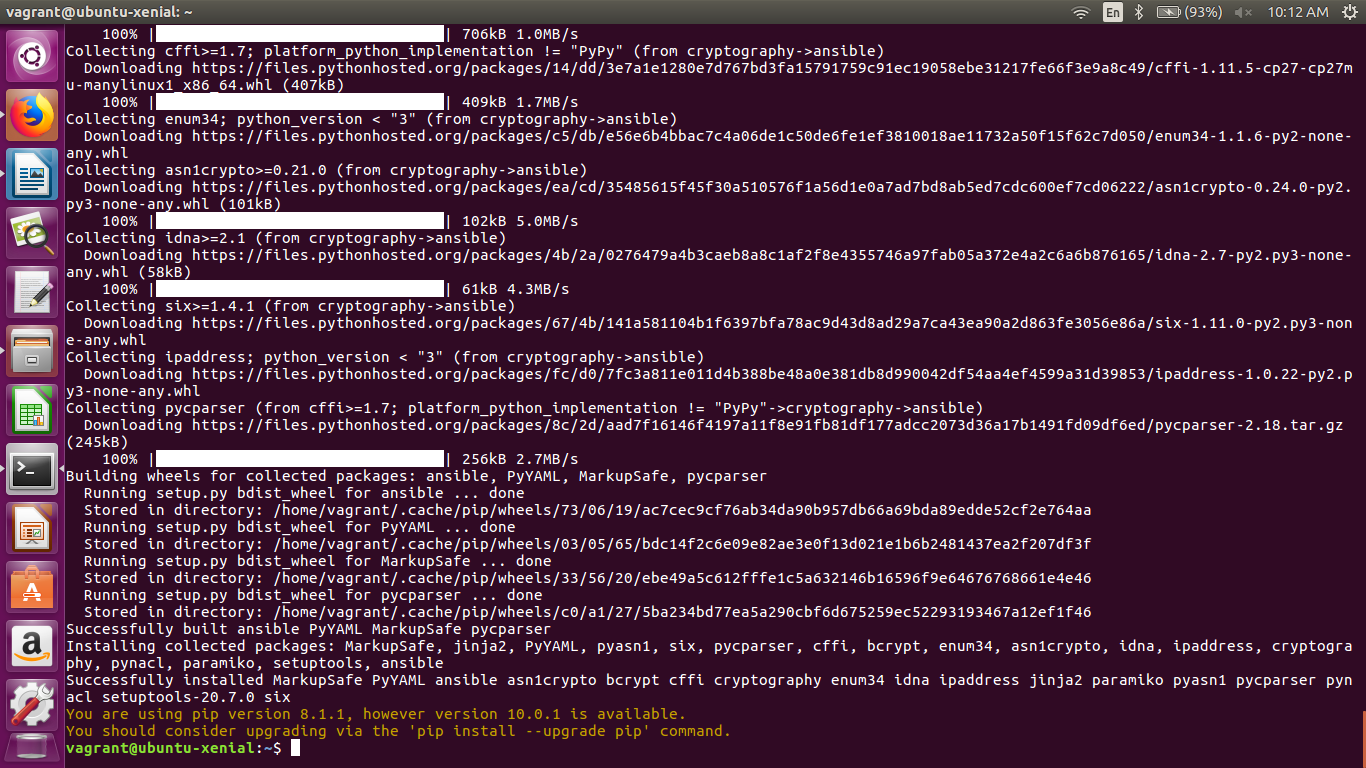 vagrant@ubuntu-xenial: ~
En
(93%)
10:12 AM
100% |████████████████████████████████| 706kB 1.0MB/s
Collecting cffi>=1.7; platform_python_implementation != "PyPy" (from cryptography->ansible)
Downloading https://files.pythonhosted.org/packages/14/dd/3e7a1e1280e7d767bd3fa15791759c91ec19058ebe31217fe66f3e9a8c49/cffi-1.11.5-cp27-cp27m
u-manylinux1_x86_64.whl (407kB)
100% |████████████████████████████████| 409kB 1.7MB/s
Collecting enum34; python_version < "3" (from cryptography->ansible)
Downloading https://files.pythonhosted.org/packages/c5/db/e56e6b4bbac7c4a06de1c50de6fe1ef3810018ae11732a50f15f62c7d050/enum34-1.1.6-py2-none-
any.whl
Collecting asn1crypto>=0.21.0 (from cryptography->ansible)
Downloading https://files.pythonhosted.org/packages/ea/cd/35485615f45f30a510576f1a56d1e0a7ad7bd8ab5ed7cdc600ef7cd06222/asn1crypto-0.24.0-py2.
py3-none-any.whl (101kB)
100% |████████████████████████████████| 102kB 5.0MB/s
Collecting idna>=2.1 (from cryptography->ansible)
Downloading https://files.pythonhosted.org/packages/4b/2a/0276479a4b3caeb8a8c1af2f8e4355746a97fab05a372e4a2c6a6b876165/idna-2.7-py2.py3-none-
any.whl (58kB)
100% |████████████████████████████████| 61kB 4.3MB/s
Collecting six>=1.4.1 (from cryptography->ansible)
Downloading https://files.pythonhosted.org/packages/67/4b/141a581104b1f6397bfa78ac9d43d8ad29a7ca43ea90a2d863fe3056e86a/six-1.11.0-py2.py3-non
e-any.whl
Collecting ipaddress; python_version < "3" (from cryptography->ansible)
Downloading https://files.pythonhosted.org/packages/fc/d0/7fc3a811e011d4b388be48a0e381db8d990042df54aa4ef4599a31d39853/ipaddress-1.0.22-py2.p
y3-none-any.whl
Collecting pycparser (from cffi>=1.7; platform_python_implementation != "PyPy"->cryptography->ansible)
Downloading https://files.pythonhosted.org/packages/8c/2d/aad7f16146f4197a11f8e91fb81df177adcc2073d36a17b1491fd09df6ed/pycparser-2.18.tar.gz
(245kB)
100% |████████████████████████████████| 256kB 2.7MB/s
Building wheels for collected packages: ansible, PyYAML, MarkupSafe, pycparser
Running setup.py bdist_wheel for ansible ... done
Stored in directory: /home/vagrant/.cache/pip/wheels/73/06/19/ac7cec9cf76ab34da90b957db66a69bda89edde52cf2e764aa
Running setup.py bdist_wheel for PyYAML ... done
Stored in directory: /home/vagrant/.cache/pip/wheels/03/05/65/bdc14f2c6e09e82ae3e0f13d021e1b6b2481437ea2f207df3f
Running setup.py bdist_wheel for MarkupSafe ... done
Stored in directory: /home/vagrant/.cache/pip/wheels/33/56/20/ebe49a5c612fffe1c5a632146b16596f9e64676768661e4e46
Running setup.py bdist_wheel for pycparser ... done
Stored in directory: /home/vagrant/.cache/pip/wheels/c0/a1/27/5ba234bd77ea5a290cbf6d675259ec52293193467a12ef1f46
Successfully built ansible PyYAML MarkupSafe pycparser
Installing collected packages: MarkupSafe, jinja2, PyYAML, pyasn1, six, pycparser, cffi, bcrypt, enum34, asn1crypto, idna, ipaddress, cryptogra
phy, pynacl, paramiko, setuptools, ansible
Successfully installed MarkupSafe PyYAML ansible asn1crypto bcrypt cffi cryptography enum34 idna ipaddress jinja2 paramiko pyasn1 pycparser pyn
acl setuptools-20.7.0 six
You are using pip version 8.1.1, however version 10.0.1 is available.
You should consider upgrading via the 'pip install --upgrade pip' command.
vagrant@ubuntu-xenial:~$